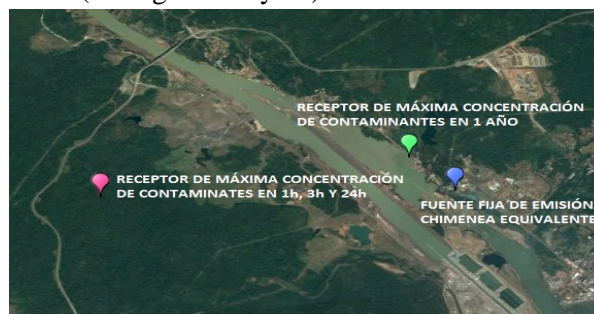 RECEPTOR DE MÁXIMA CONCENTRACIÓN
DE CONTAMINANTES EN 1 AÑO
RECEPTOR DE MÁXIMA CONCENTRACIÓN
DE CONTAMINATES EN 1h, 3h Y 24h
FUENTE FIJA DE EMISIÓN
CHIMENEA EQUIVALENTE